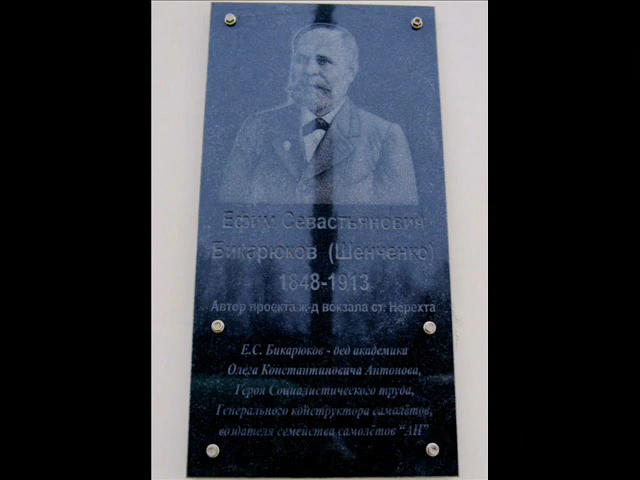 Ефим Севастьянович
Бикарюков (Шенченко)
1848-1913
Автор проекта ж-д вокзала ст. Нерехта
Е.С. Бикарюков - дед академика
Олега Константиновича Антонова,
Героя Социалистического труда,
Генерального конструктора самолётов,
создателя семейства самолётов "АН"